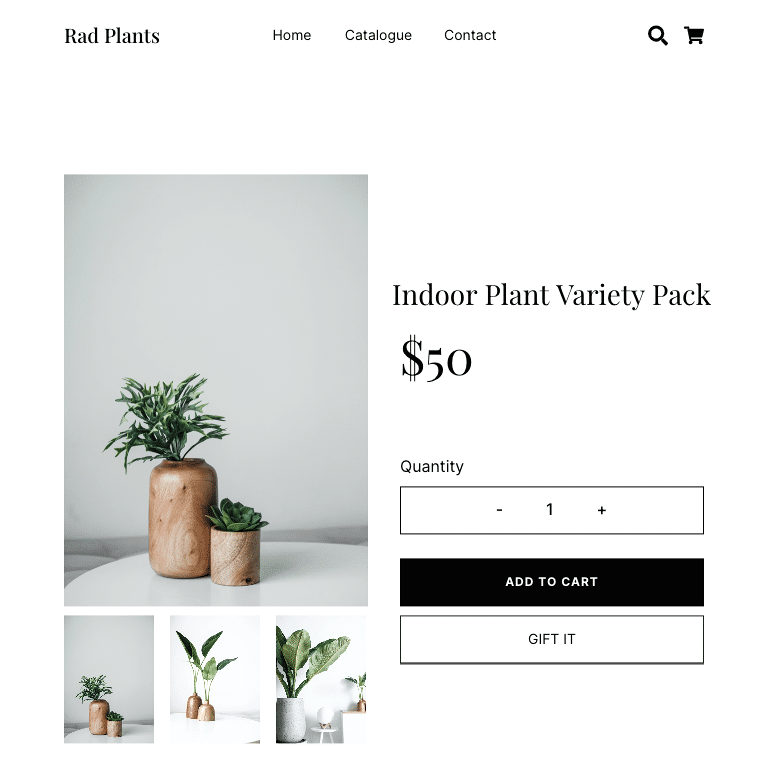 Rad Plants
Home Catalogue Contact
Indoor Plant Variety Pack
$50
Quantity
- 1 +
ADD TO CART
GIFT IT